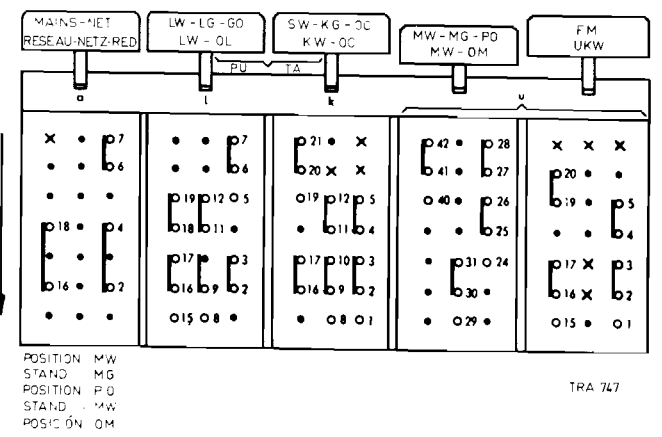 MAINS-NET
RESEAU-NETZ-RED
LW-LG-GO
LW-OL
SW-KG-OC
KW-OC
MW-MG-PO
MW-OM
FM
UKW
PU TA
a l k u
x 7 21 x 42 28 x x x
6 6 20 x x 41 27 20
19 12 5 19 12 5 40 26 19 5
18 4 18 11 11 4 25 4
17 3 17 10 3 31 24 17 x 3
16 2 16 9 2 16 9 2 30 16 x 2
15 8 8 1 29 15 1
POSITION MW
STAND MG
POSITION PO
STAND - MW
POSICIÓN OM
TRA 747